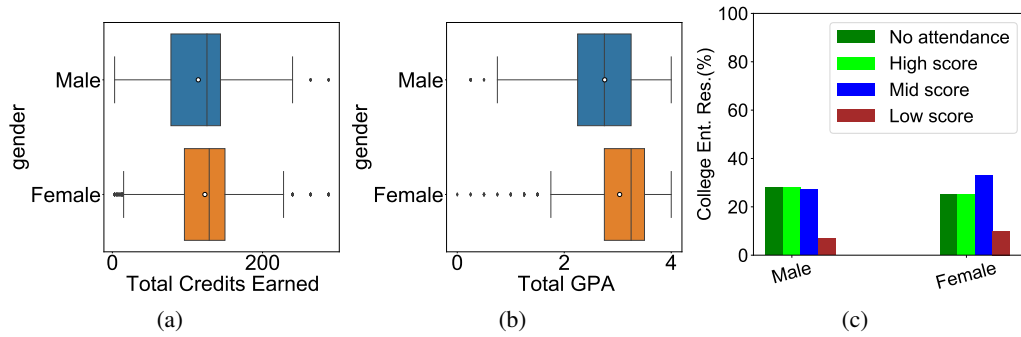 gender
Male
Female
0
200
Total Credits Earned
(a)
gender
Male
Female
0
2
4
Total GPA
(b)
College Ent. Res.(%)
100
80
60
40
20
0
No attendance
High score
Mid score
Low score
Male
Female
(c)